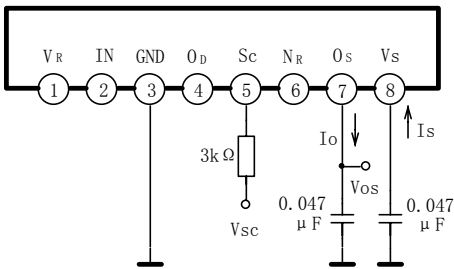 VR IN GND OD Sc NR OS Vs
1 2 3 4 5 6 7 8
Io Is
3kΩ
Vos
0.047 μF
0.047 μF
Vsc